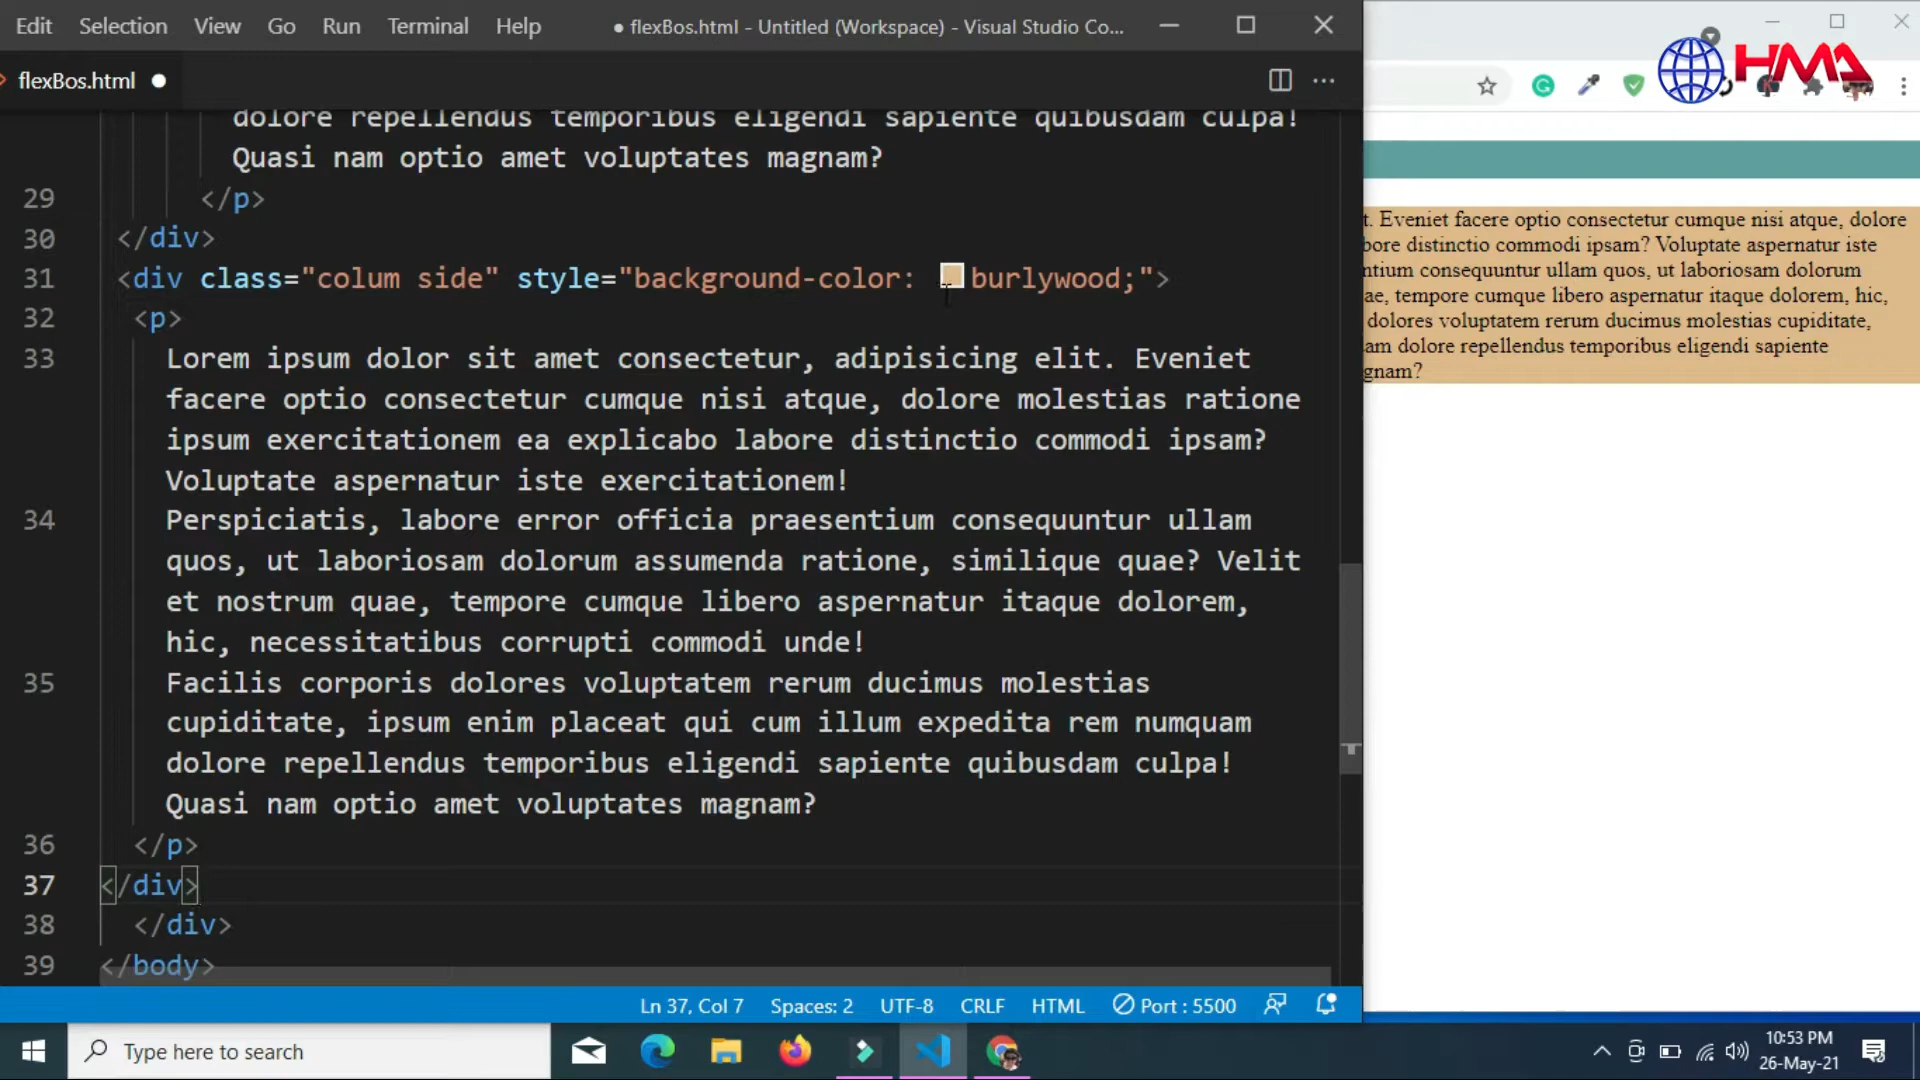 Edit Selection View Go Run Terminal Help ● flexBos.html - Untitled (Workspace) - Visual Studio Co...
flexBos.html
HMA
dolore repellendus temporibus eligendi sapiente quibusdam culpa!
Quasi nam optio amet voluptates magnam?
29 </p>
30 </div>
31 <div class="colum side" style="background-color: burlywood;">
32 <p>
33 Lorem ipsum dolor sit amet consectetur, adipisicing elit. Eveniet
facere optio consectetur cumque nisi atque, dolore molestias ratione
ipsum exercitationem ea explicabo labore distinctio commodi ipsam?
Voluptate aspernatur iste exercitationem!
34 Perspiciatis, labore error officia praesentium consequuntur ullam
quos, ut laboriosam dolorum assumenda ratione, similique quae? Velit
et nostrum quae, tempore cumque libero aspernatur itaque dolorem,
hic, necessitatibus corrupti commodi unde!
35 Facilis corporis dolores voluptatem rerum ducimus molestias
cupiditate, ipsum enim placeat qui cum illum expedita rem numquam
dolore repellendus temporibus eligendi sapiente quibusdam culpa!
Quasi nam optio amet voluptates magnam?
36 </p>
37 </div>
38 </div>
39 </body>
t. Eveniet facere optio consectetur cumque nisi atque, dolore
bore distinctio commodi ipsam? Voluptate aspernatur iste
ntium consequuntur ullam quos, ut laboriosam dolorum
ae, tempore cumque libero aspernatur itaque dolorem, hic,
dolores voluptatem rerum ducimus molestias cupiditate,
am dolore repellendus temporibus eligendi sapiente
gnam?
Ln 37, Col 7 Spaces: 2 UTF-8 CRLF HTML Port : 5500
Type here to search
10:53 PM
26-May-21